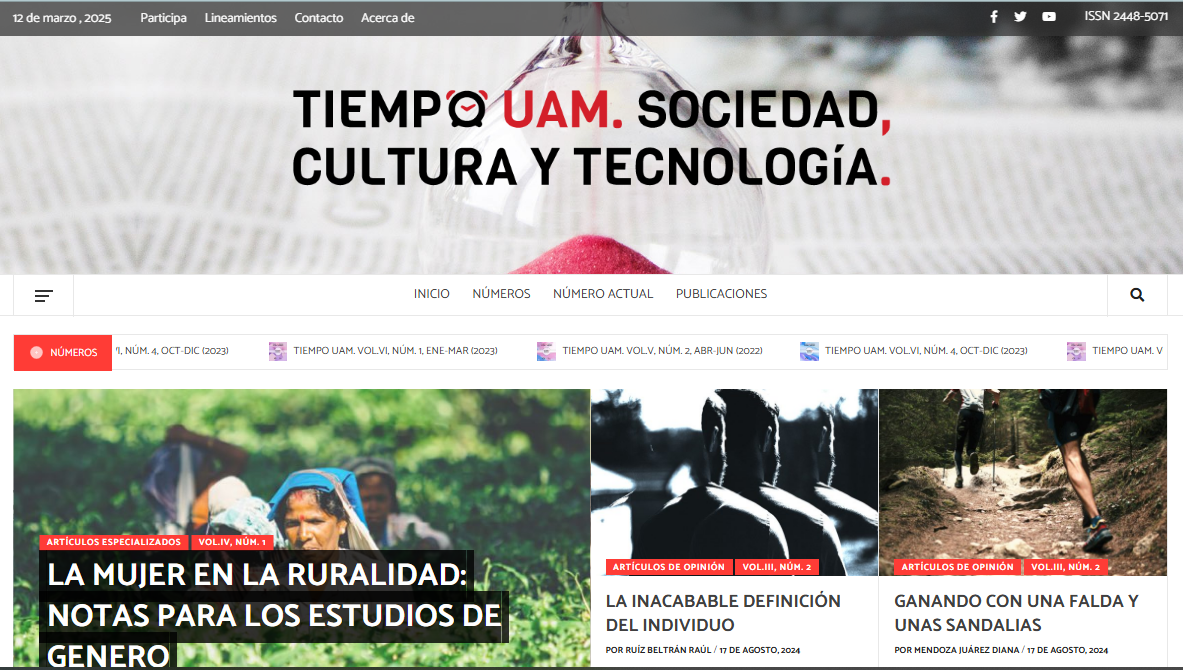 12 de marzo , 2025 Participa Lineamientos Contacto Acerca de ISSN 2448-5071
TIEMPO UAM. SOCIEDAD,
CULTURA Y TECNOLOGíA.
INICIO NÚMEROS NÚMERO ACTUAL PUBLICACIONES
NÚMEROS VI, NÚM. 4, OCT-DIC (2023) TIEMPO UAM. VOL.VI, NÚM. 1, ENE-MAR (2023) TIEMPO UAM. VOL.V, NÚM. 2, ABR-JUN (2022) TIEMPO UAM. VOL.VI, NÚM. 4, OCT-DIC (2023) TIEMPO UAM. V
ARTÍCULOS ESPECIALIZADOS VOL.IV, NÚM. 1
LA MUJER EN LA RURALIDAD:
NOTAS PARA LOS ESTUDIOS DE
GENERO
ARTÍCULOS DE OPINIÓN VOL.III, NÚM. 2
LA INACABABLE DEFINICIÓN
DEL INDIVIDUO
POR RUÍZ BELTRÁN RAÚL / 17 DE AGOSTO, 2024
ARTÍCULOS DE OPINIÓN VOL.III, NÚM. 2
GANANDO CON UNA FALDA Y
UNAS SANDALIAS
POR MENDOZA JUÁREZ DIANA / 17 DE AGOSTO, 2024